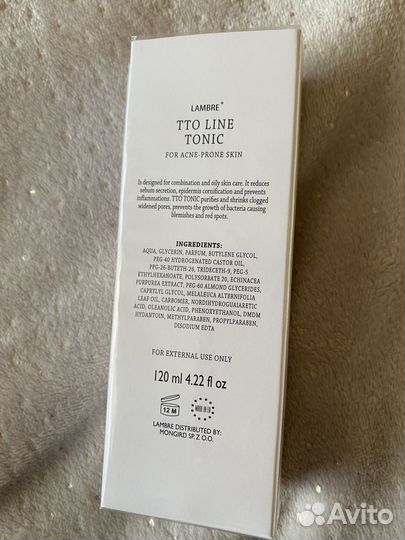 LAMBRE®
TTO LINE
TONIC
FOR ACNE-PRONE SKIN
Is designed for combination and oily skin care. It reduces
sebum secretion, epidermis cornification and prevents
inflammations. TTO TONIC purifies and shrinks clogged
widened pores, prevents the growth of bacteria causing
blemishes and red spots.
INGREDIENTS:
AQUA, GLYCERIN, PARFUM, BUTYLENE GLYCOL,
PEG-40 HYDROGENATED CASTOR OIL,
PPG-26-BUTETH-26, TRIDECETH-9, PEG-5
ETHYLHEXANOATE, POLYSORBATE 20, ECHINACEA
PURPUREA EXTRACT, PEG-60 ALMOND GLYCERIDES,
CAPRYLYL GLYCOL, MELALEUCA ALTERNIFOLIA
LEAF OIL, CARBOMER, NORDIHYDROGUAIARETIC
ACID, OLEANOLIC ACID, PHENOXYETHANOL, DMDM
HYDANTOIN, METHYLPARABEN, PROPYLPARABEN,
DISODIUM EDTA
FOR EXTERNAL USE ONLY
120 ml 4.22 fl oz
12 M
MADE IN EU
LAMBRE DISTRIBUTED BY:
MONGIRD SP. Z O.O.
Avito